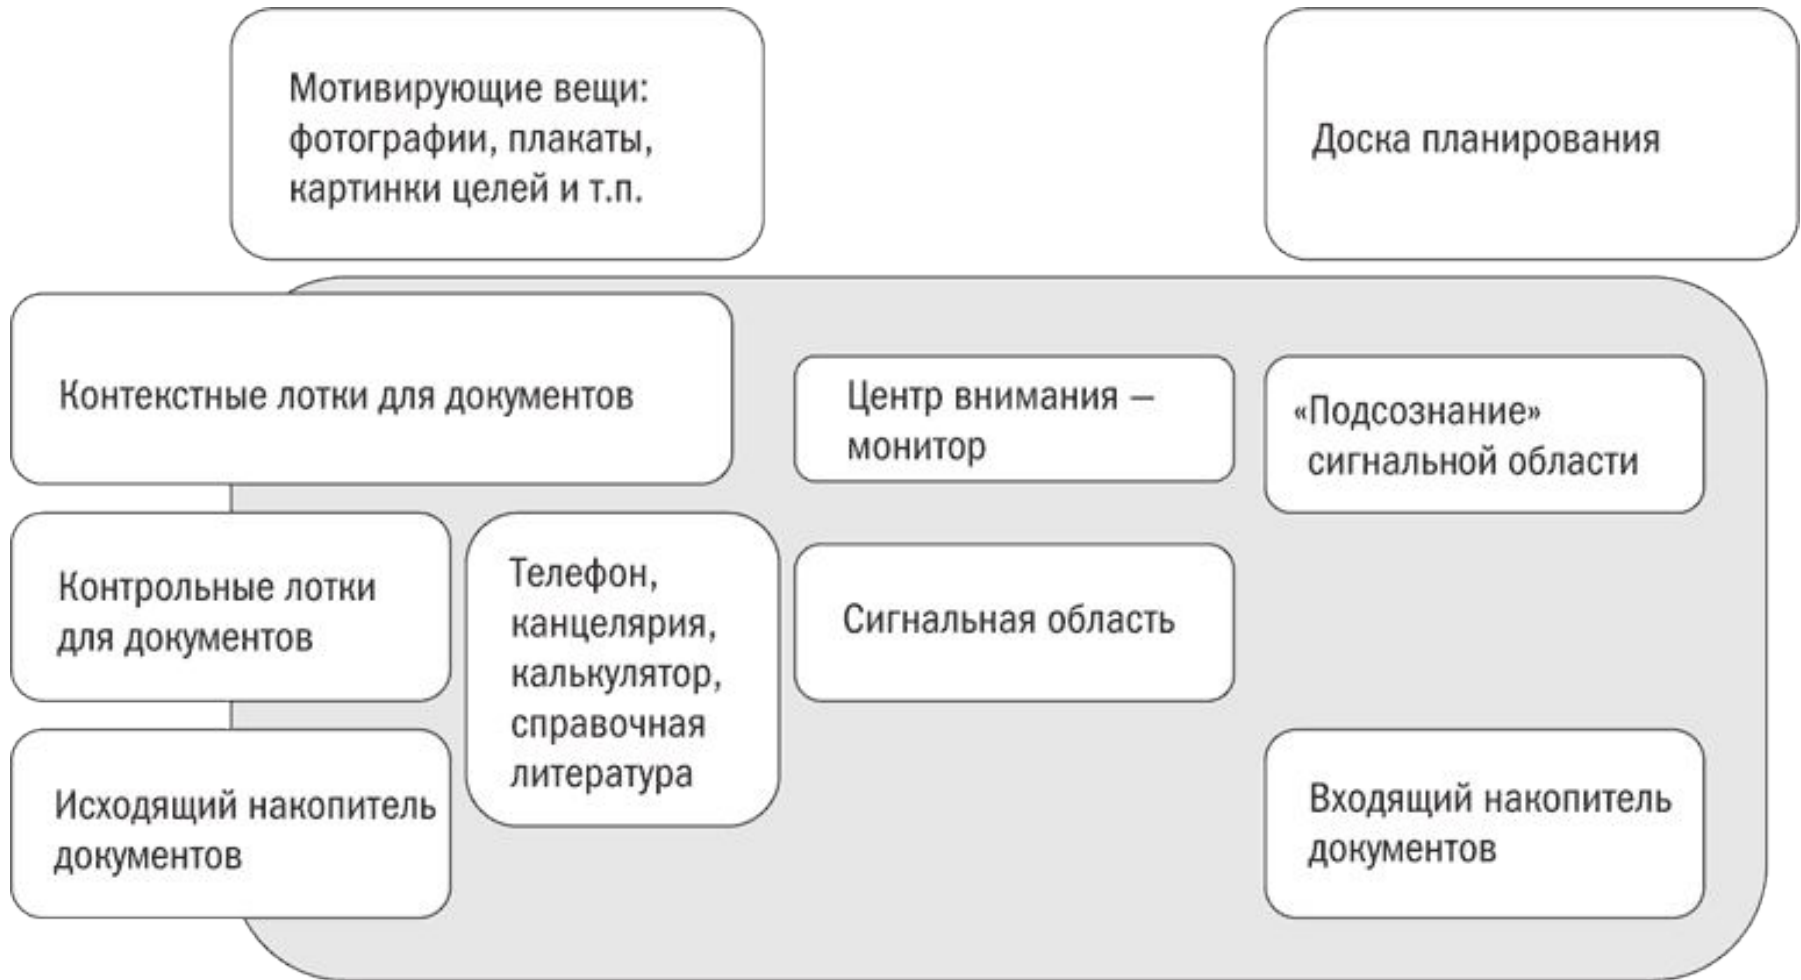 Мотивирующие вещи:
фотографии, плакаты,
картинки целей и т.п.
Доска планирования
Контекстные лотки для документов
Центр внимания —
монитор
«Подсознание»
сигнальной области
Контрольные лотки
для документов
Телефон,
канцелярия,
калькулятор,
справочная
литература
Сигнальная область
Исходящий накопитель
документов
Входящий накопитель
документов